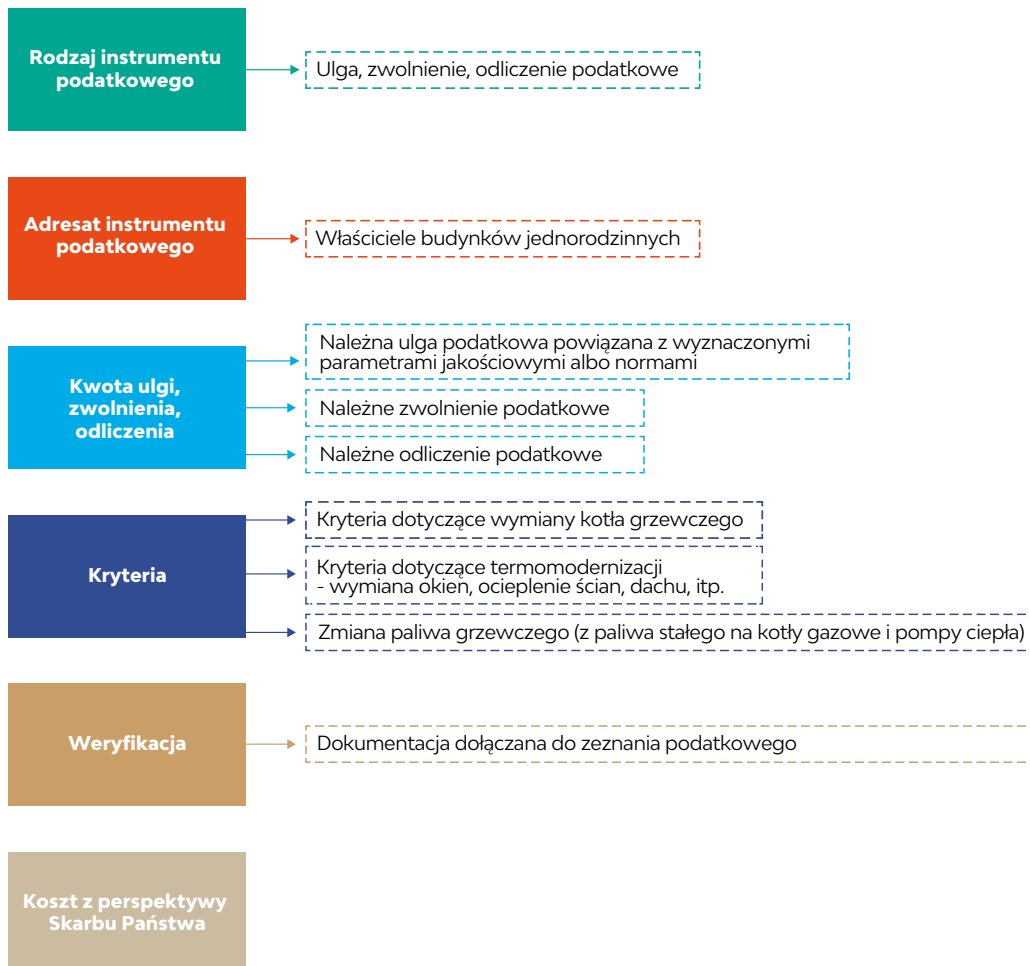 Rodzaj instrumentu
podatkowego
Ulga, zwolnienie, odliczenie podatkowe
Adresat instrumentu
podatkowego
Właściciele budynków jednorodzinnych
Kwota ulgi,
zwolnienia,
odliczenia
Należna ulga podatkowa powiązana z wyznaczonymi
parametrami jakościowymi albo normami
Należne zwolnienie podatkowe
Należne odliczenie podatkowe
Kryteria
Kryteria dotyczące wymiany kotła grzewczego
Kryteria dotyczące termomodernizacji
- wymiana okien, ocieplenie ścian, dachu, itp.
Zmiana paliwa grzewczego (z paliwa stałego na kotły gazowe i pompy ciepła)
Weryfikacja
Dokumentacja dołączana do zeznania podatkowego
Koszt z perspektywy
Skarbu Państwa